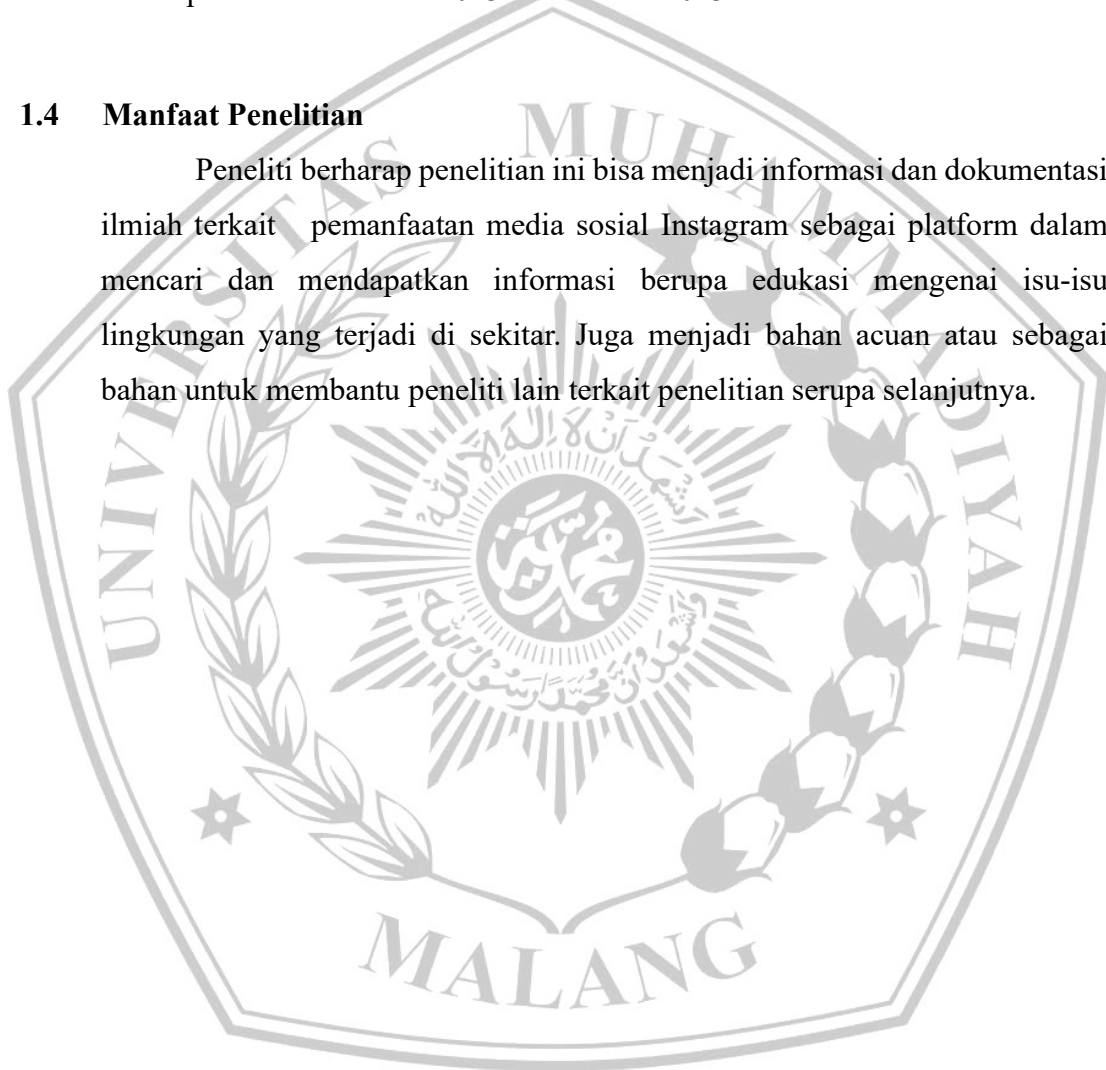 1.4 Manfaat Penelitian
Peneliti berharap penelitian ini bisa menjadi informasi dan dokumentasi
ilmiah terkait pemanfaatan media sosial Instagram sebagai platform dalam
mencari dan mendapatkan informasi berupa edukasi mengenai isu-isu
lingkungan yang terjadi di sekitar. Juga menjadi bahan acuan atau sebagai
bahan untuk membantu peneliti lain terkait penelitian serupa selanjutnya.
UNIVERSITAS MUHAMMADIYAH
MALANG